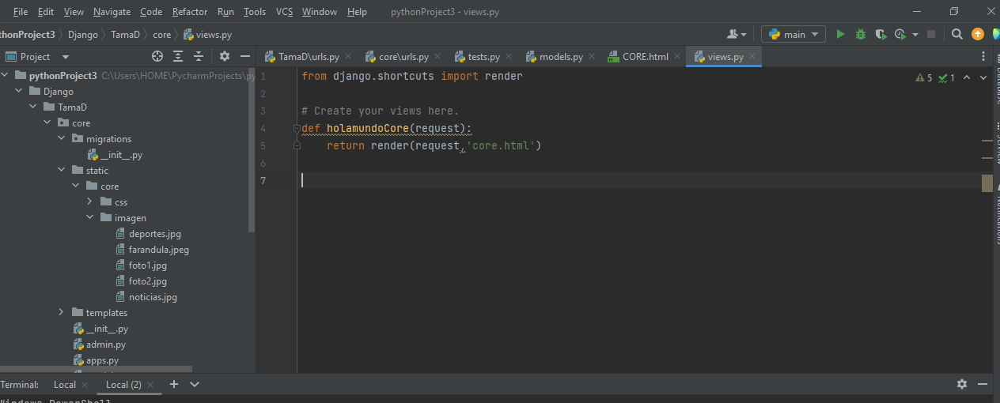 File Edit View Navigate Code Refactor Run Tools VCS Window Help pythonProject3 - views.py
thonProject3 Django TamaD core views.py main
Project TamaD\urls.py core\urls.py tests.py models.py CORE.html views.py
pythonProject3 C:\Users\HOME\PycharmProjects\py
Django
TamaD
core
migrations
__init__.py
static
core
css
imagen
deportes.jpg
farandula.jpeg
foto1.jpg
foto2.jpg
noticias.jpg
templates
__init__.py
admin.py
apps.py
1 from django.shortcuts import render
2
3 # Create your views here.
4 def holamundoCore(request):
5 return render(request,'core.html')
6
7
5 1
Database
SciView
Notifications
Terminal: Local Local (2)
Windows PowerShell